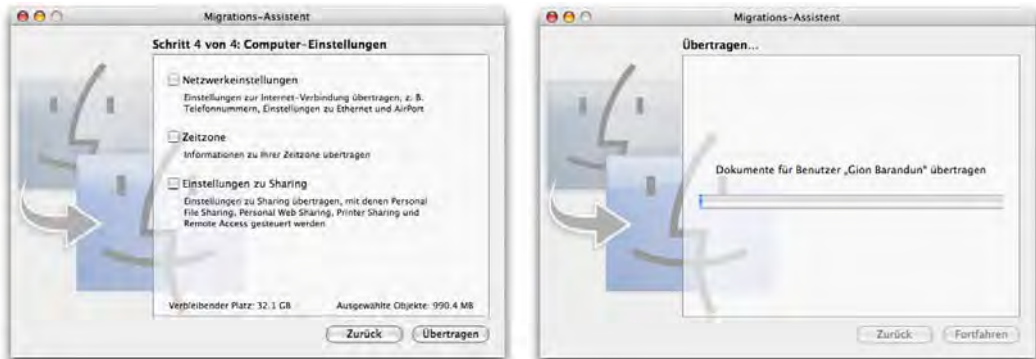 Migrations-Assistent
Schritt 4 von 4: Computer-Einstellungen
Netzwerkeinstellungen
Einstellungen zur Internet-Verbindung übertragen, z. B.
Telefonnummern, Einstellungen zu Ethernet und AirPort
Zeitzone
Informationen zu Ihrer Zeitzone übertragen
Einstellungen zu Sharing
Einstellungen zu Sharing übertragen, mit denen Personal
File Sharing, Personal Web Sharing, Printer Sharing und
Remote Access gesteuert werden
Verbleibender Platz: 32.1 GB
Ausgewählte Objekte: 990.4 MB
Zurück
Übertragen
Migrations-Assistent
Übertragen...
Dokumente für Benutzer „Gion Barandun“ übertragen
Zurück
Fortfahren